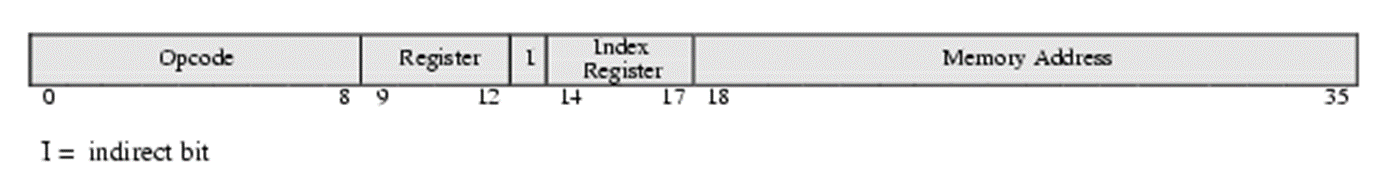 Opcode Register I Index Register Memory Address
0 8 9 12 14 17 18 35
I = indirect bit